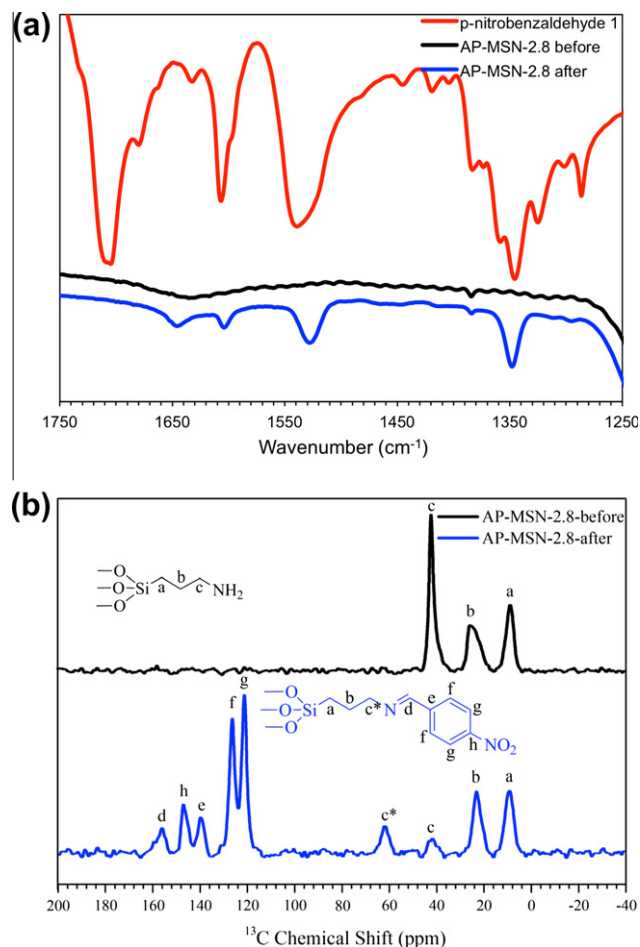 (a)
p-nitrobenzaldehyde 1
AP-MSN-2.8 before
AP-MSN-2.8 after
1750 1650 1550 1450 1350 1250
Wavenumber (cm⁻¹)
(b)
c
AP-MSN-2.8-before
AP-MSN-2.8-after
—O
—O Si NH₂
—O
a b c
b
a
g
f
—O
—O Si N
—O
a b c* d e f g h f g
NO₂
d
h
e
c*
c
b
a
200 180 160 140 120 100 80 60 40 20 0 -20 -40
¹³C Chemical Shift (ppm)